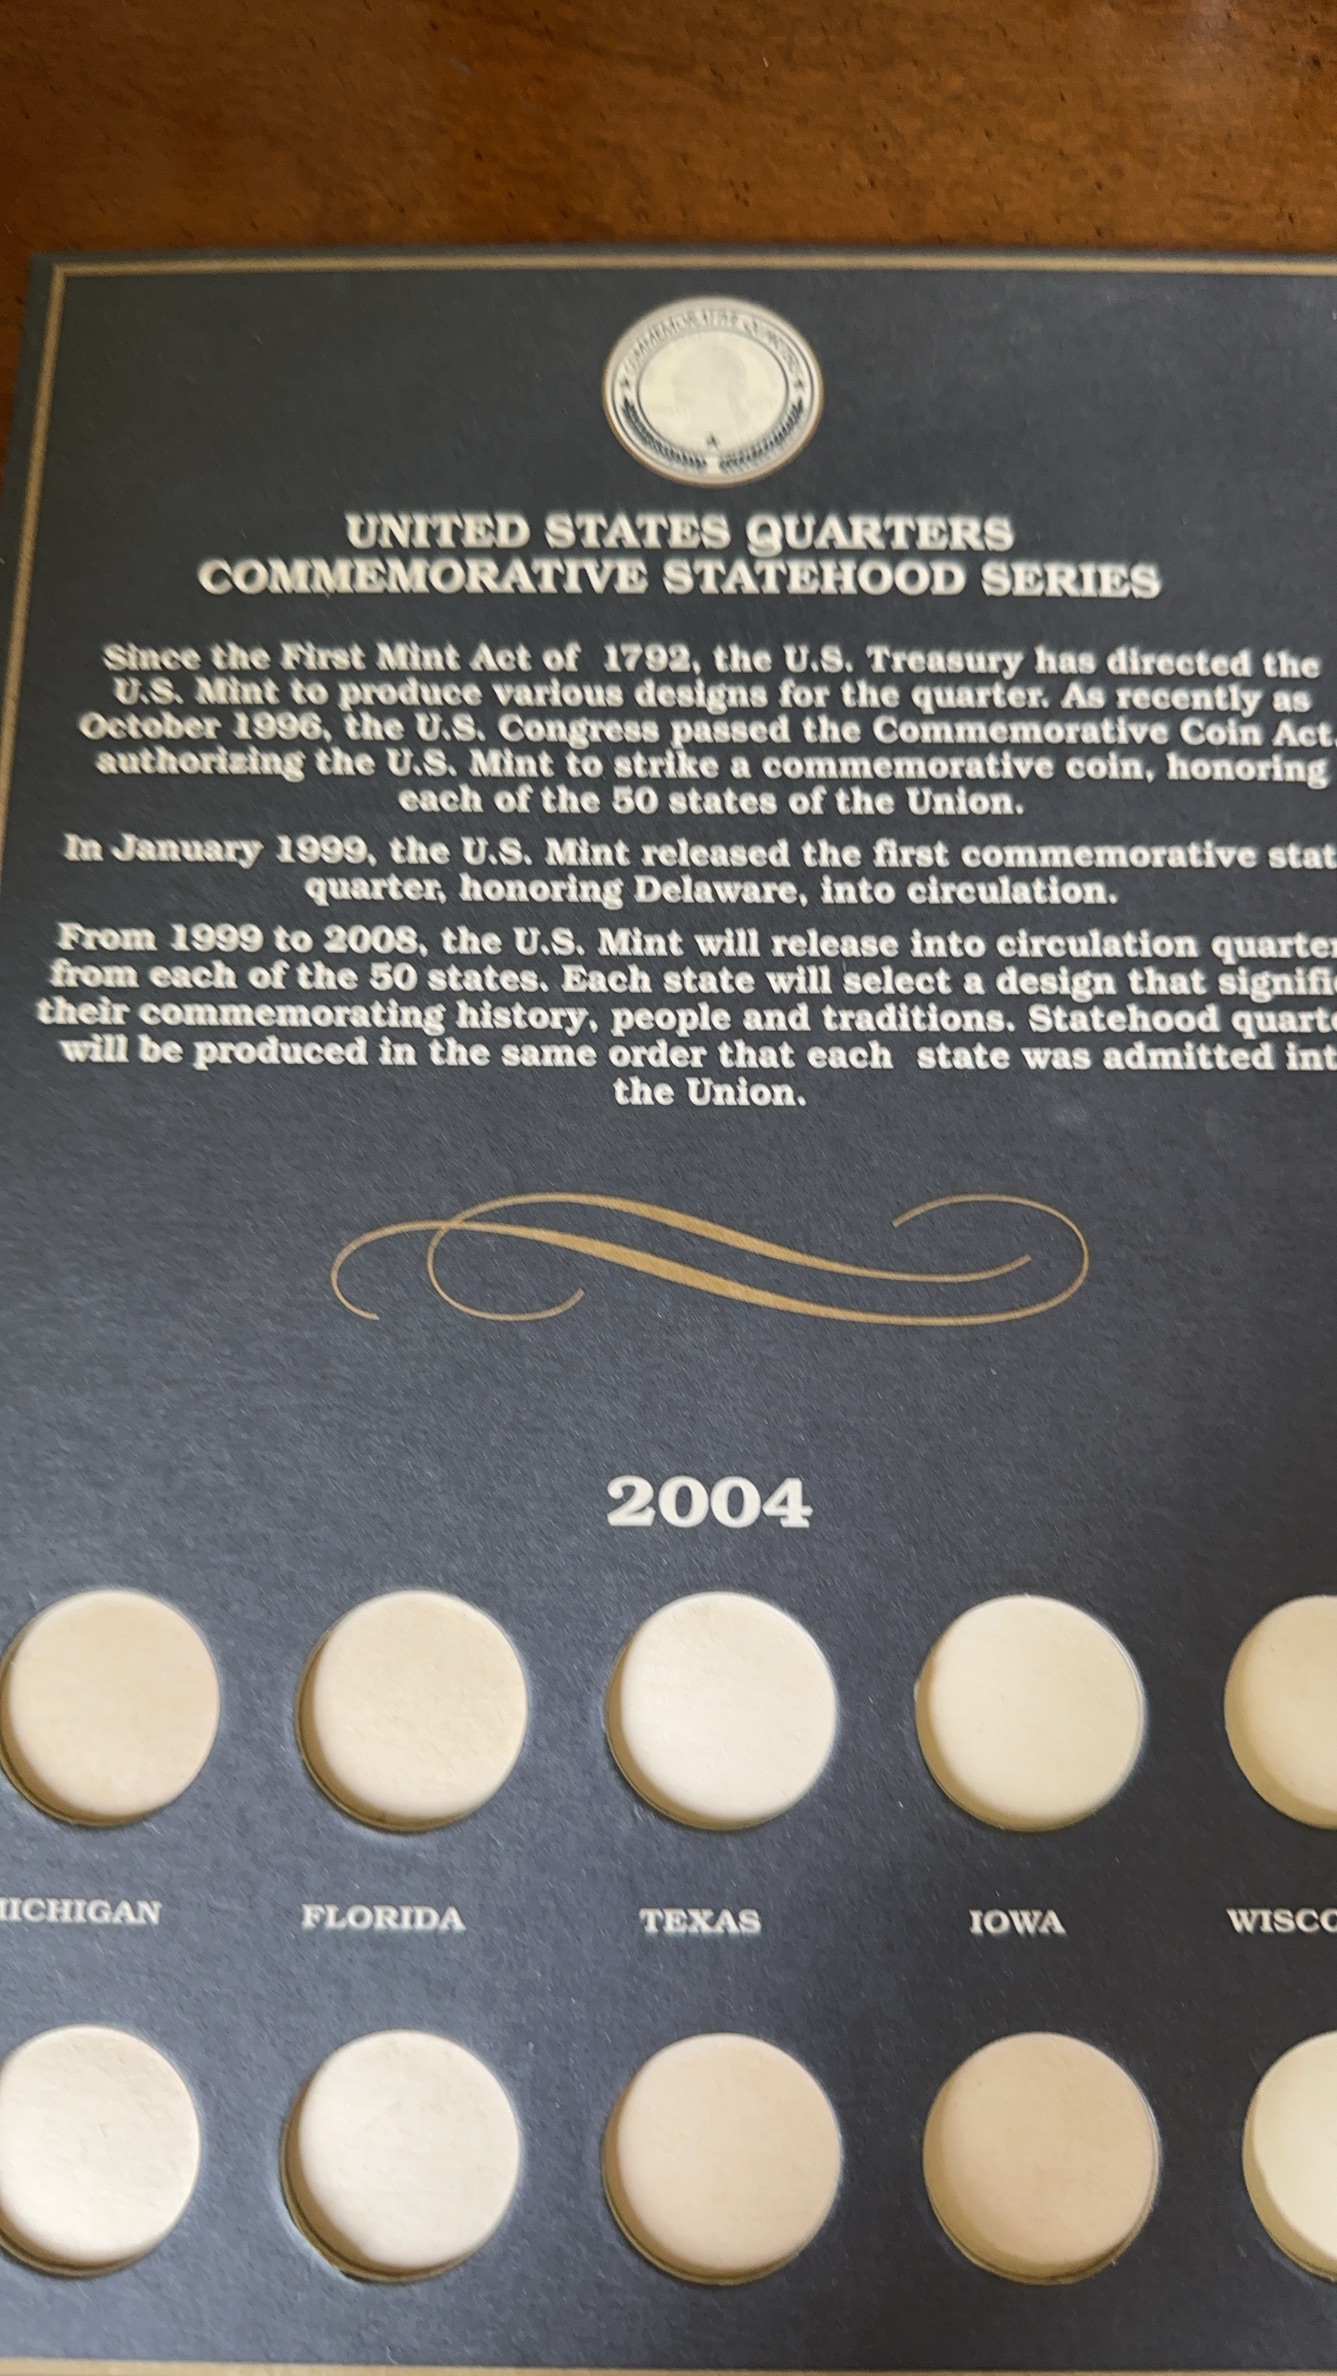 COMMEMORATIVE QUARTERS
UNITED STATES QUARTERS
COMMEMORATIVE STATEHOOD SERIES
Since the First Mint Act of 1792, the U.S. Treasury has directed the
U.S. Mint to produce various designs for the quarter. As recently as
October 1996, the U.S. Congress passed the Commemorative Coin Act,
authorizing the U.S. Mint to strike a commemorative coin, honoring
each of the 50 states of the Union.
In January 1999, the U.S. Mint released the first commemorative stat
quarter, honoring Delaware, into circulation.
From 1999 to 2008, the U.S. Mint will release into circulation quarter
from each of the 50 states. Each state will select a design that signifi
their commemorating history, people and traditions. Statehood quart
will be produced in the same order that each state was admitted int
the Union.
2004
MICHIGAN FLORIDA TEXAS IOWA WISCO